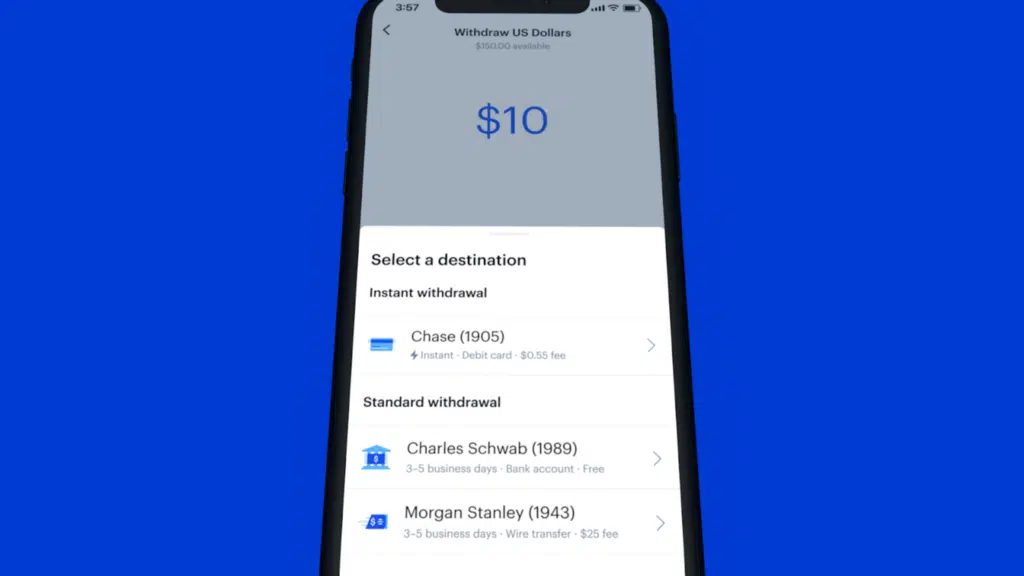 3:57
Withdraw US Dollars
$150.00 available
$10
Select a destination
Instant withdrawal
Chase (1905)
Instant · Debit card · $0.55 fee
Standard withdrawal
Charles Schwab (1989)
3–5 business days · Bank account · Free
Morgan Stanley (1943)
3–5 business days · Wire transfer · $25 fee